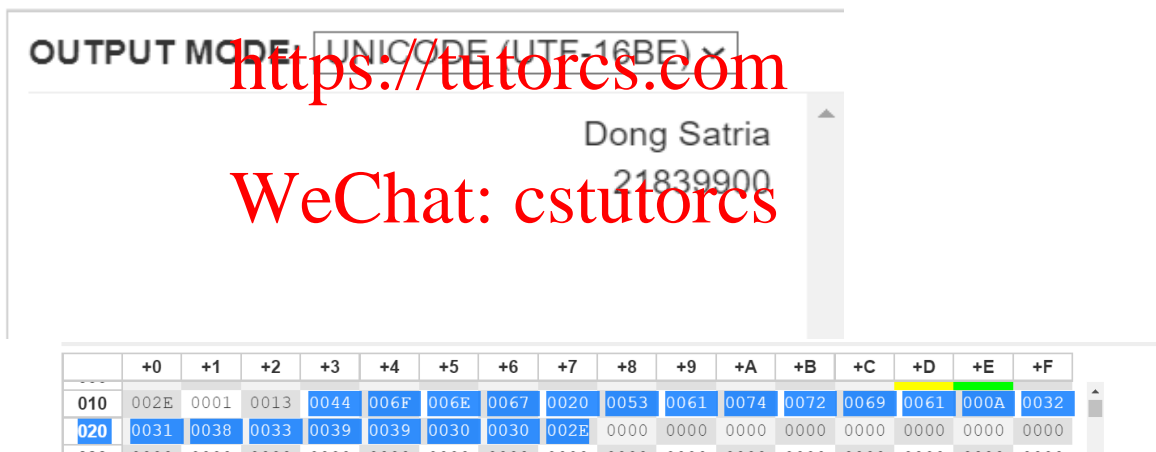 OUTPUT MODE: UNICODE (UTF-16BE)
https://tutorcs.com
Dong Satria
21839900
WeChat: cstutorcs
+0 +1 +2 +3 +4 +5 +6 +7 +8 +9 +A +B +C +D +E +F
010 002E 0001 0013 0044 006F 006E 0067 0020 0053 0061 0074 0072 0069 0061 000A 0032
020 0031 0038 0033 0039 0039 0030 0030 002E 0000 0000 0000 0000 0000 0000 0000 0000